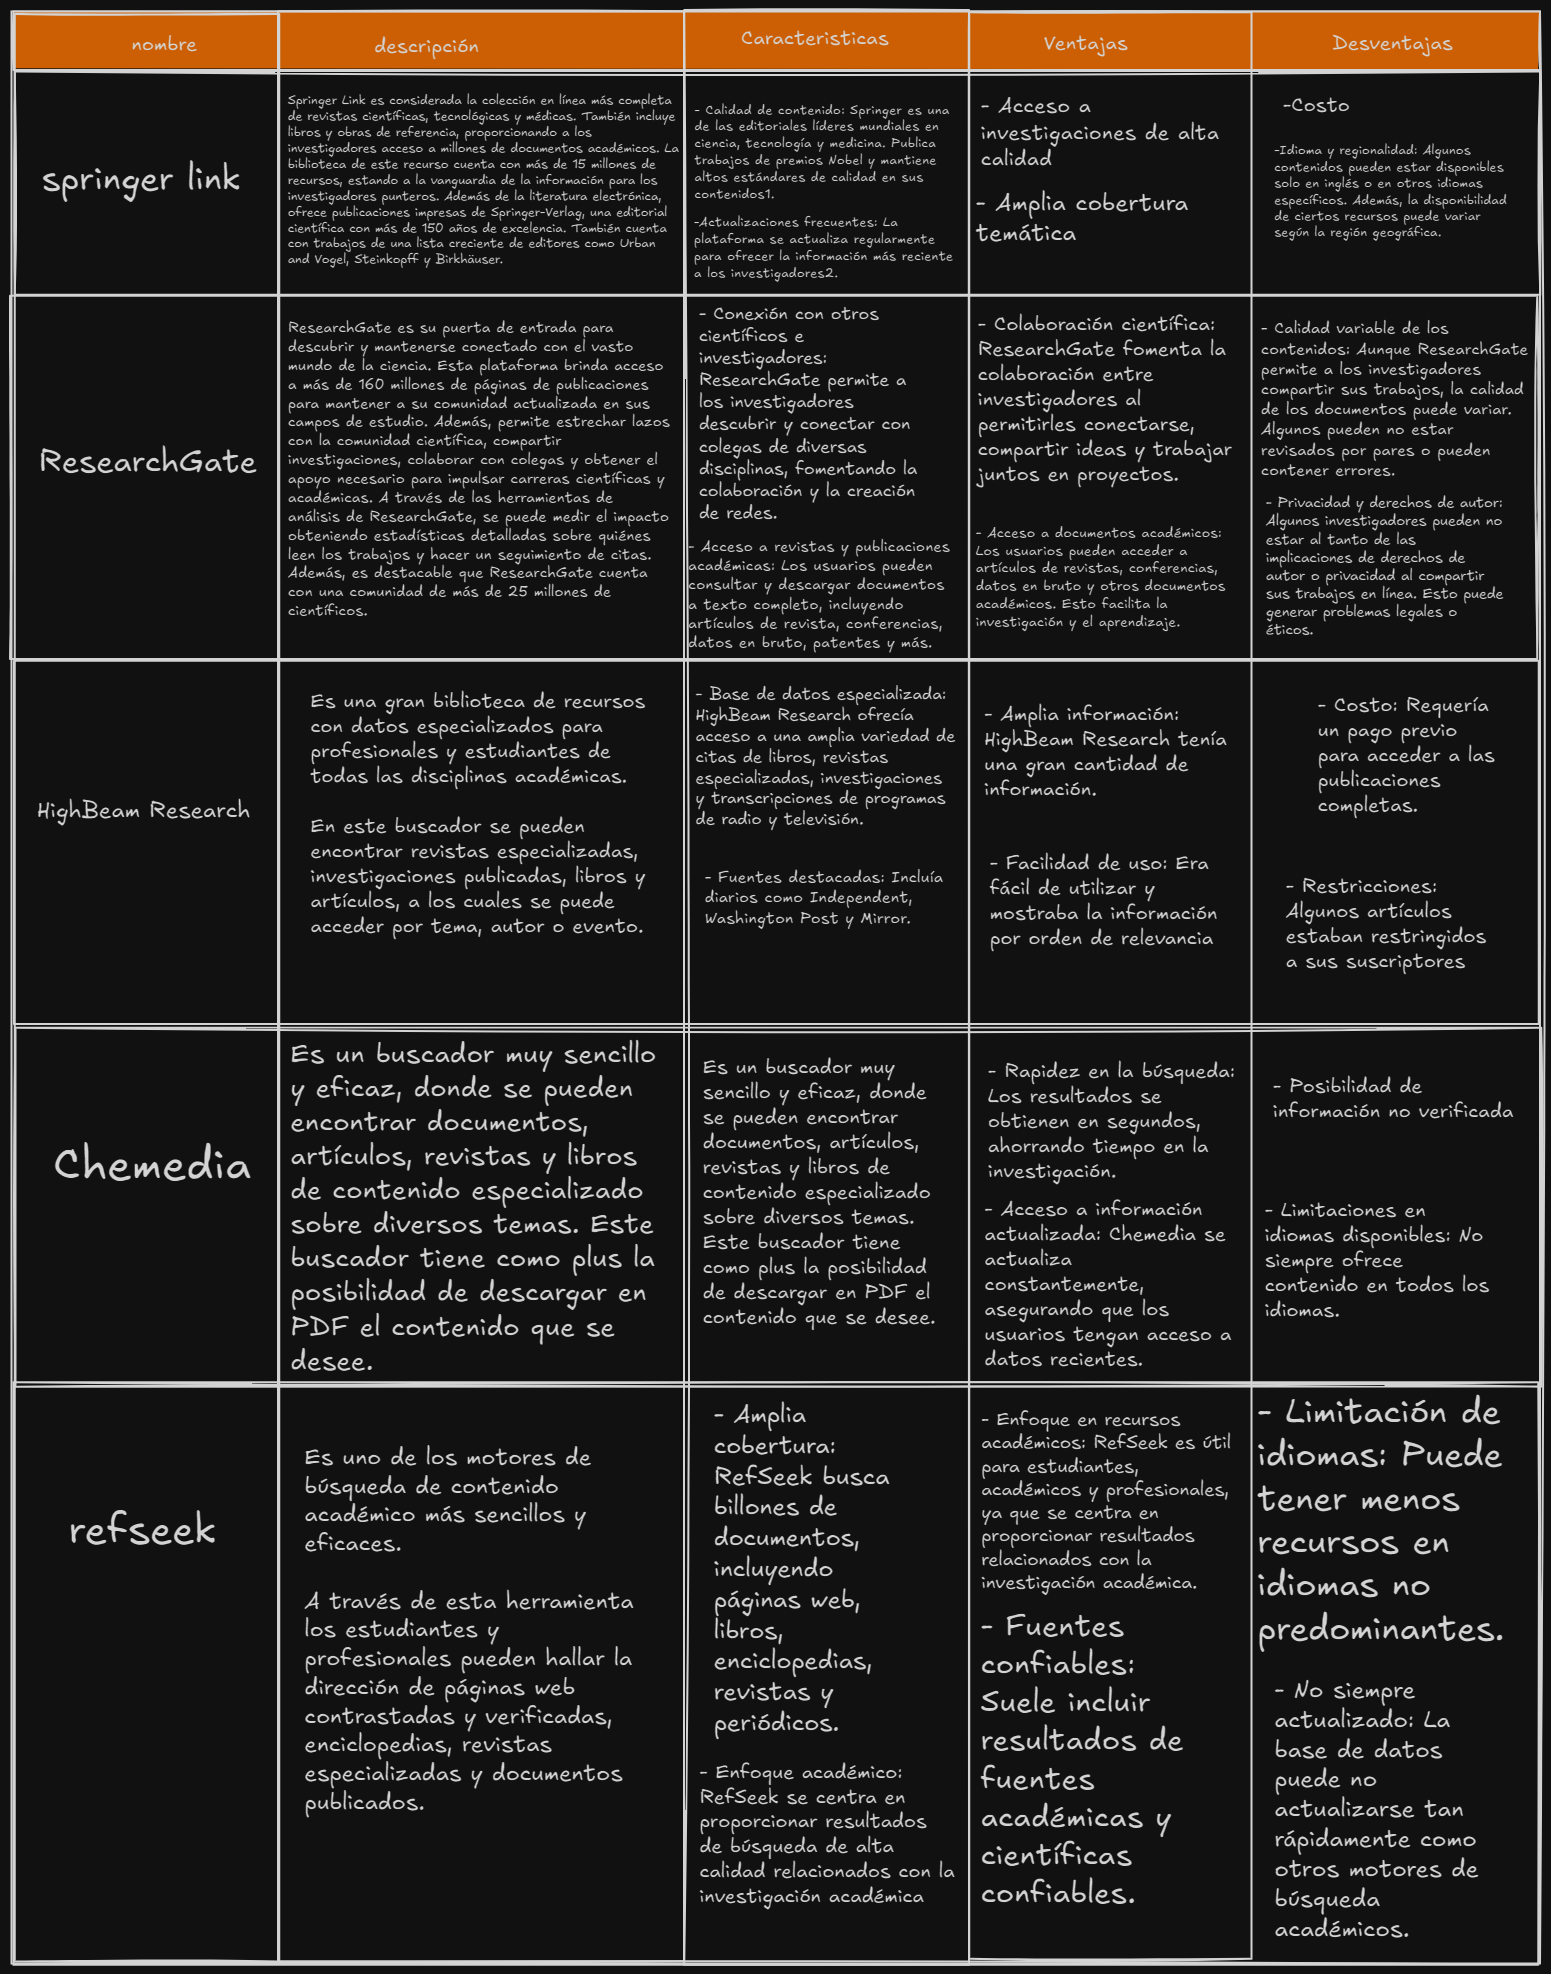 nombre
descripción
Caracteristicas
Ventajas
Desventajas
springer link
Springer Link es considerada la colección en línea más completa
de revistas científicas, tecnológicas y médicas. También incluye
libros y obras de referencia, proporcionando a los
investigadores acceso a millones de documentos académicos. La
biblioteca de este recurso cuenta con más de 15 millones de
recursos, estando a la vanguardia de la información para los
investigadores punteros. Además de la literatura electrónica,
ofrece publicaciones impresas de Springer-Verlag, una editorial
científica con más de 150 años de excelencia. También cuenta
con trabajos de una lista creciente de editores como Urban
and Vogel, Steinkopff y Birkhäuser.
- Calidad de contenido: Springer es una
de las editoriales líderes mundiales en
ciencia, tecnología y medicina. Publica
trabajos de premios Nobel y mantiene
altos estándares de calidad en sus
contenidos1.
-Actualizaciones frecuentes: La
plataforma se actualiza regularmente
para ofrecer la información más reciente
a los investigadores2.
- Acceso a
investigaciones de alta
calidad
- Amplia cobertura
temática
-Costo
-Idioma y regionalidad: Algunos
contenidos pueden estar disponibles
solo en inglés o en otros idiomas
específicos. Además, la disponibilidad
de ciertos recursos puede variar
según la región geográfica.
ResearchGate
ResearchGate es su puerta de entrada para
descubrir y mantenerse conectado con el vasto
mundo de la ciencia. Esta plataforma brinda acceso
a más de 160 millones de páginas de publicaciones
para mantener a su comunidad actualizada en sus
campos de estudio. Además, permite estrechar lazos
con la comunidad científica, compartir
investigaciones, colaborar con colegas y obtener el
apoyo necesario para impulsar carreras científicas y
académicas. A través de las herramientas de
análisis de ResearchGate, se puede medir el impacto
obteniendo estadísticas detalladas sobre quiénes
leen los trabajos y hacer un seguimiento de citas.
Además, es destacable que ResearchGate cuenta
con una comunidad de más de 25 millones de
científicos.
- Conexión con otros
científicos e
investigadores:
ResearchGate permite a
los investigadores
descubrir y conectar con
colegas de diversas
disciplinas, fomentando la
colaboración y la creación
de redes.
- Acceso a revistas y publicaciones
académicas: Los usuarios pueden
consultar y descargar documentos
a texto completo, incluyendo
artículos de revista, conferencias,
datos en bruto, patentes y más.
- Colaboración científica:
ResearchGate fomenta la
colaboración entre
investigadores al
permitirles conectarse,
compartir ideas y trabajar
juntos en proyectos.
- Acceso a documentos académicos:
Los usuarios pueden acceder a
artículos de revistas, conferencias,
datos en bruto y otros documentos
académicos. Esto facilita la
investigación y el aprendizaje.
- Calidad variable de los
contenidos: Aunque ResearchGate
permite a los investigadores
compartir sus trabajos, la calidad
de los documentos puede variar.
Algunos pueden no estar
revisados por pares o pueden
contener errores.
- Privacidad y derechos de autor:
Algunos investigadores pueden no
estar al tanto de las
implicaciones de derechos de
autor o privacidad al compartir
sus trabajos en línea. Esto puede
generar problemas legales o
éticos.
HighBeam Research
Es una gran biblioteca de recursos
con datos especializados para
profesionales y estudiantes de
todas las disciplinas académicas.
En este buscador se pueden
encontrar revistas especializadas,
investigaciones publicadas, libros y
artículos, a los cuales se puede
acceder por tema, autor o evento.
- Base de datos especializada:
HighBeam Research ofrecía
acceso a una amplia variedad de
citas de libros, revistas
especializadas, investigaciones
y transcripciones de programas
de radio y televisión.
- Fuentes destacadas: Incluía
diarios como Independent,
Washington Post y Mirror.
- Amplia información:
HighBeam Research tenía
una gran cantidad de
información.
- Facilidad de uso: Era
fácil de utilizar y
mostraba la información
por orden de relevancia
- Costo: Requería
un pago previo
para acceder a las
publicaciones
completas.
- Restricciones:
Algunos artículos
estaban restringidos
a sus suscriptores
Chemedia
Es un buscador muy sencillo
y eficaz, donde se pueden
encontrar documentos,
artículos, revistas y libros
de contenido especializado
sobre diversos temas. Este
buscador tiene como plus la
posibilidad de descargar en
PDF el contenido que se
desee.
Es un buscador muy
sencillo y eficaz, donde
se pueden encontrar
documentos, artículos,
revistas y libros de
contenido especializado
sobre diversos temas.
Este buscador tiene
como plus la posibilidad
de descargar en PDF el
contenido que se desee.
- Rapidez en la búsqueda:
Los resultados se
obtienen en segundos,
ahorrando tiempo en la
investigación.
- Acceso a información
actualizada: Chemedia se
actualiza
constantemente,
asegurando que los
usuarios tengan acceso a
datos recientes.
- Posibilidad de
información no verificada
- Limitaciones en
idiomas disponibles: No
siempre ofrece
contenido en todos los
idiomas.
refseek
Es uno de los motores de
búsqueda de contenido
académico más sencillos y
eficaces.
A través de esta herramienta
los estudiantes y
profesionales pueden hallar la
dirección de páginas web
contrastadas y verificadas,
enciclopedias, revistas
especializadas y documentos
publicados.
- Amplia
cobertura:
RefSeek busca
billones de
documentos,
incluyendo
páginas web,
libros,
enciclopedias,
revistas y
periódicos.
- Enfoque académico:
RefSeek se centra en
proporcionar resultados
de búsqueda de alta
calidad relacionados con la
investigación académica
- Enfoque en recursos
académicos: RefSeek es útil
para estudiantes,
académicos y profesionales,
ya que se centra en
proporcionar resultados
relacionados con la
investigación académica.
- Fuentes
confiables:
Suele incluir
resultados de
fuentes
académicas y
científicas
confiables.
- Limitación de
idiomas: Puede
tener menos
recursos en
idiomas no
predominantes.
- No siempre
actualizado: La
base de datos
puede no
actualizarse tan
rápidamente como
otros motores de
búsqueda
académicos.